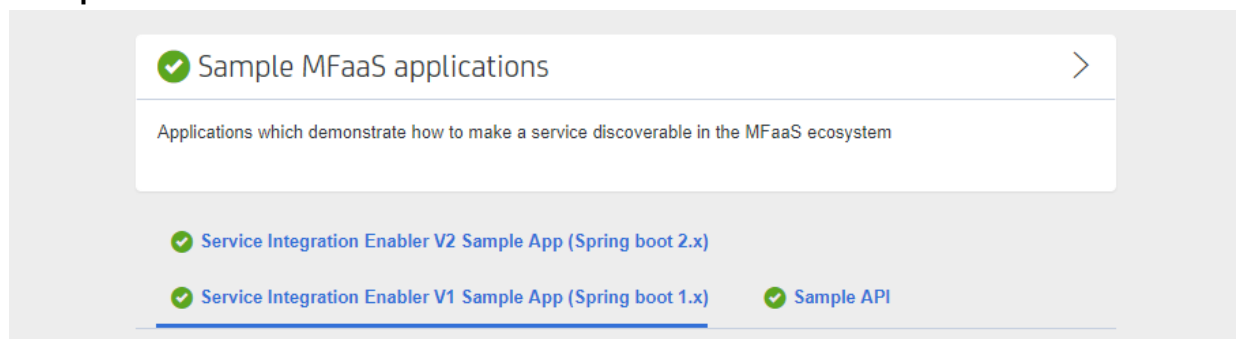 Sample MFaaS applications
Applications which demonstrate how to make a service discoverable in the MFaaS ecosystem
Service Integration Enabler V2 Sample App (Spring boot 2.x)
Service Integration Enabler V1 Sample App (Spring boot 1.x) Sample API